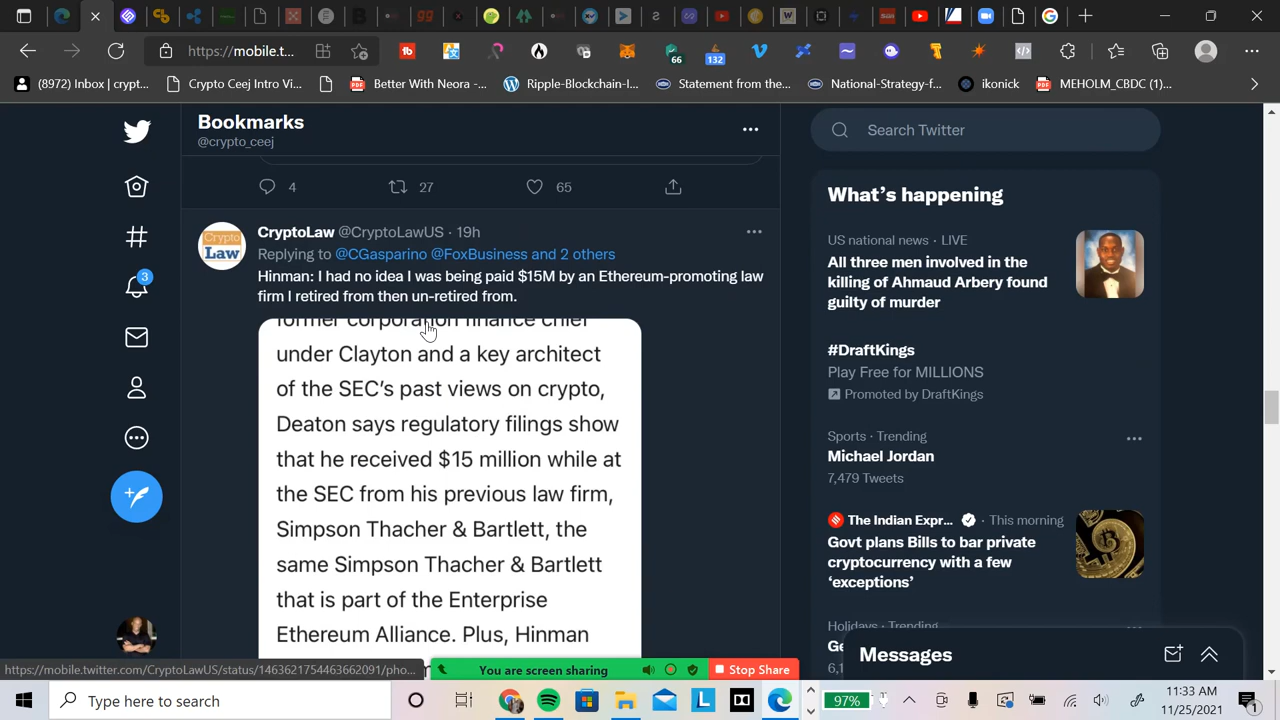 https://mobile.t...
66
132
(8972) Inbox | crypt...
Crypto Ceej Intro Vi...
Better With Neora -...
Ripple-Blockchain-I...
Statement from the...
National-Strategy-f...
ikonick
MEHOLM_CBDC (1)...
Bookmarks
@crypto_ceej
4
27
65
CryptoLaw @CryptoLawUS · 19h
Replying to @CGasparino @FoxBusiness and 2 others
Hinman: I had no idea I was being paid $15M by an Ethereum-promoting law
firm I retired from then un-retired from.
Crypto
Law
former corporation finance chief
under Clayton and a key architect
of the SEC's past views on crypto,
Deaton says regulatory filings show
that he received $15 million while at
the SEC from his previous law firm,
Simpson Thacher & Bartlett, the
same Simpson Thacher & Bartlett
that is part of the Enterprise
Ethereum Alliance. Plus, Hinman
3
Search Twitter
What's happening
US national news · LIVE
All three men involved in the
killing of Ahmaud Arbery found
guilty of murder
#DraftKings
Play Free for MILLIONS
Promoted by DraftKings
Sports · Trending
Michael Jordan
7,479 Tweets
The Indian Expr... · This morning
Govt plans Bills to bar private
cryptocurrency with a few
'exceptions'
Holidays · Trending
Messages
https://mobile.twitter.com/CryptoLawUS/status/1463621754463662091/pho...
You are screen sharing
Stop Share
Type here to search
97%
11:33 AM
11/25/2021
1